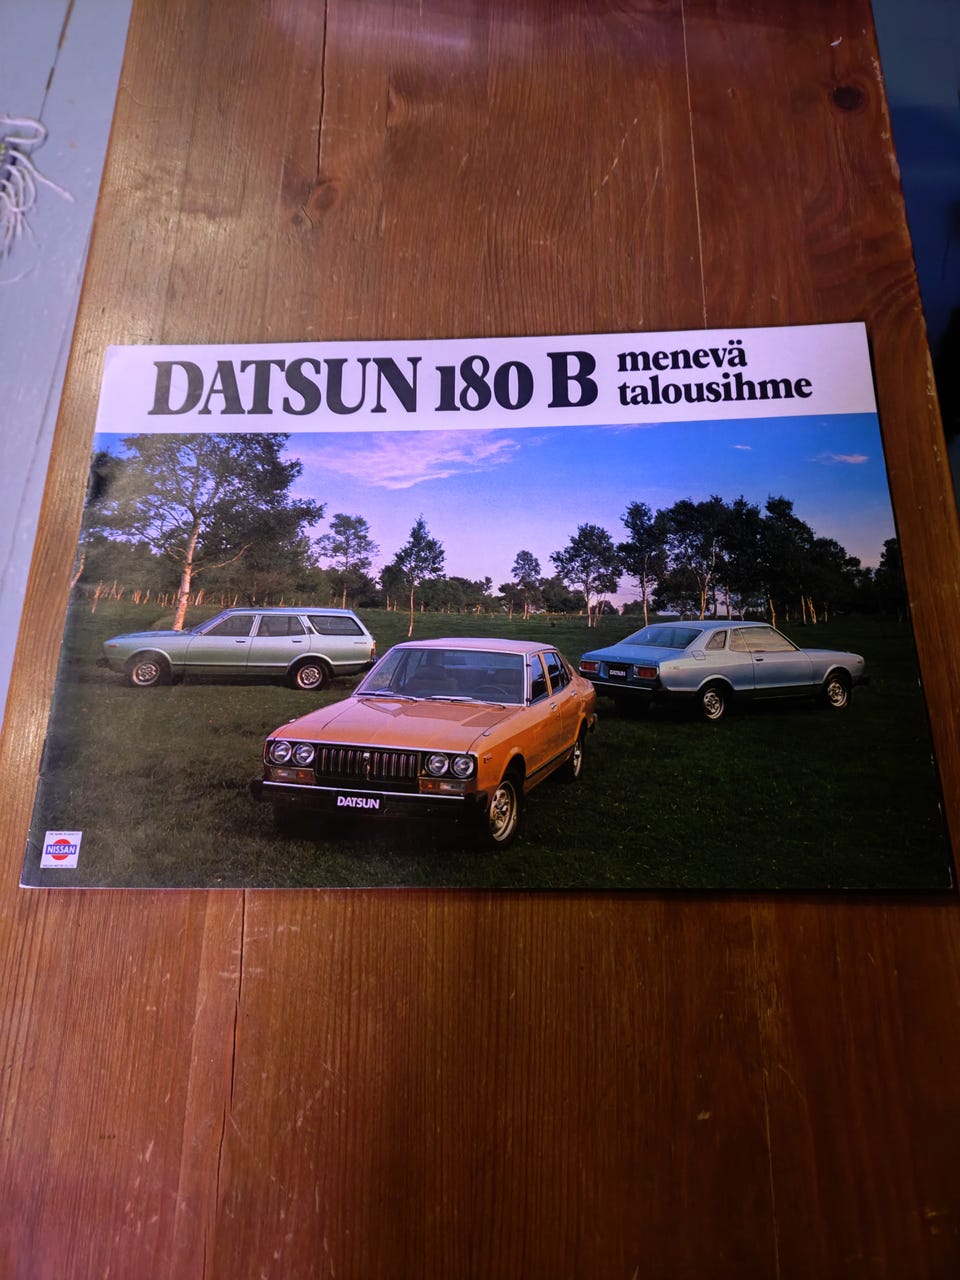 DATSUN 180 B
menevä
talousihme
DATSUN
DATSUN
NISSAN